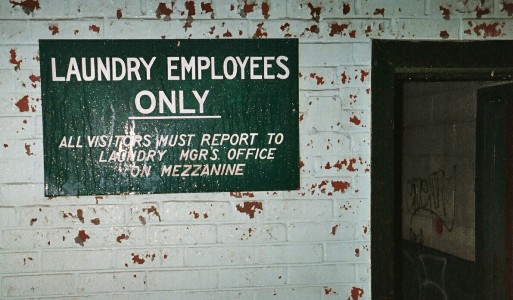 LAUNDRY EMPLOYEES
ONLY
ALL VISITORS MUST REPORT TO
LAUNDRY MGR'S. OFFICE
ON MEZZANINE